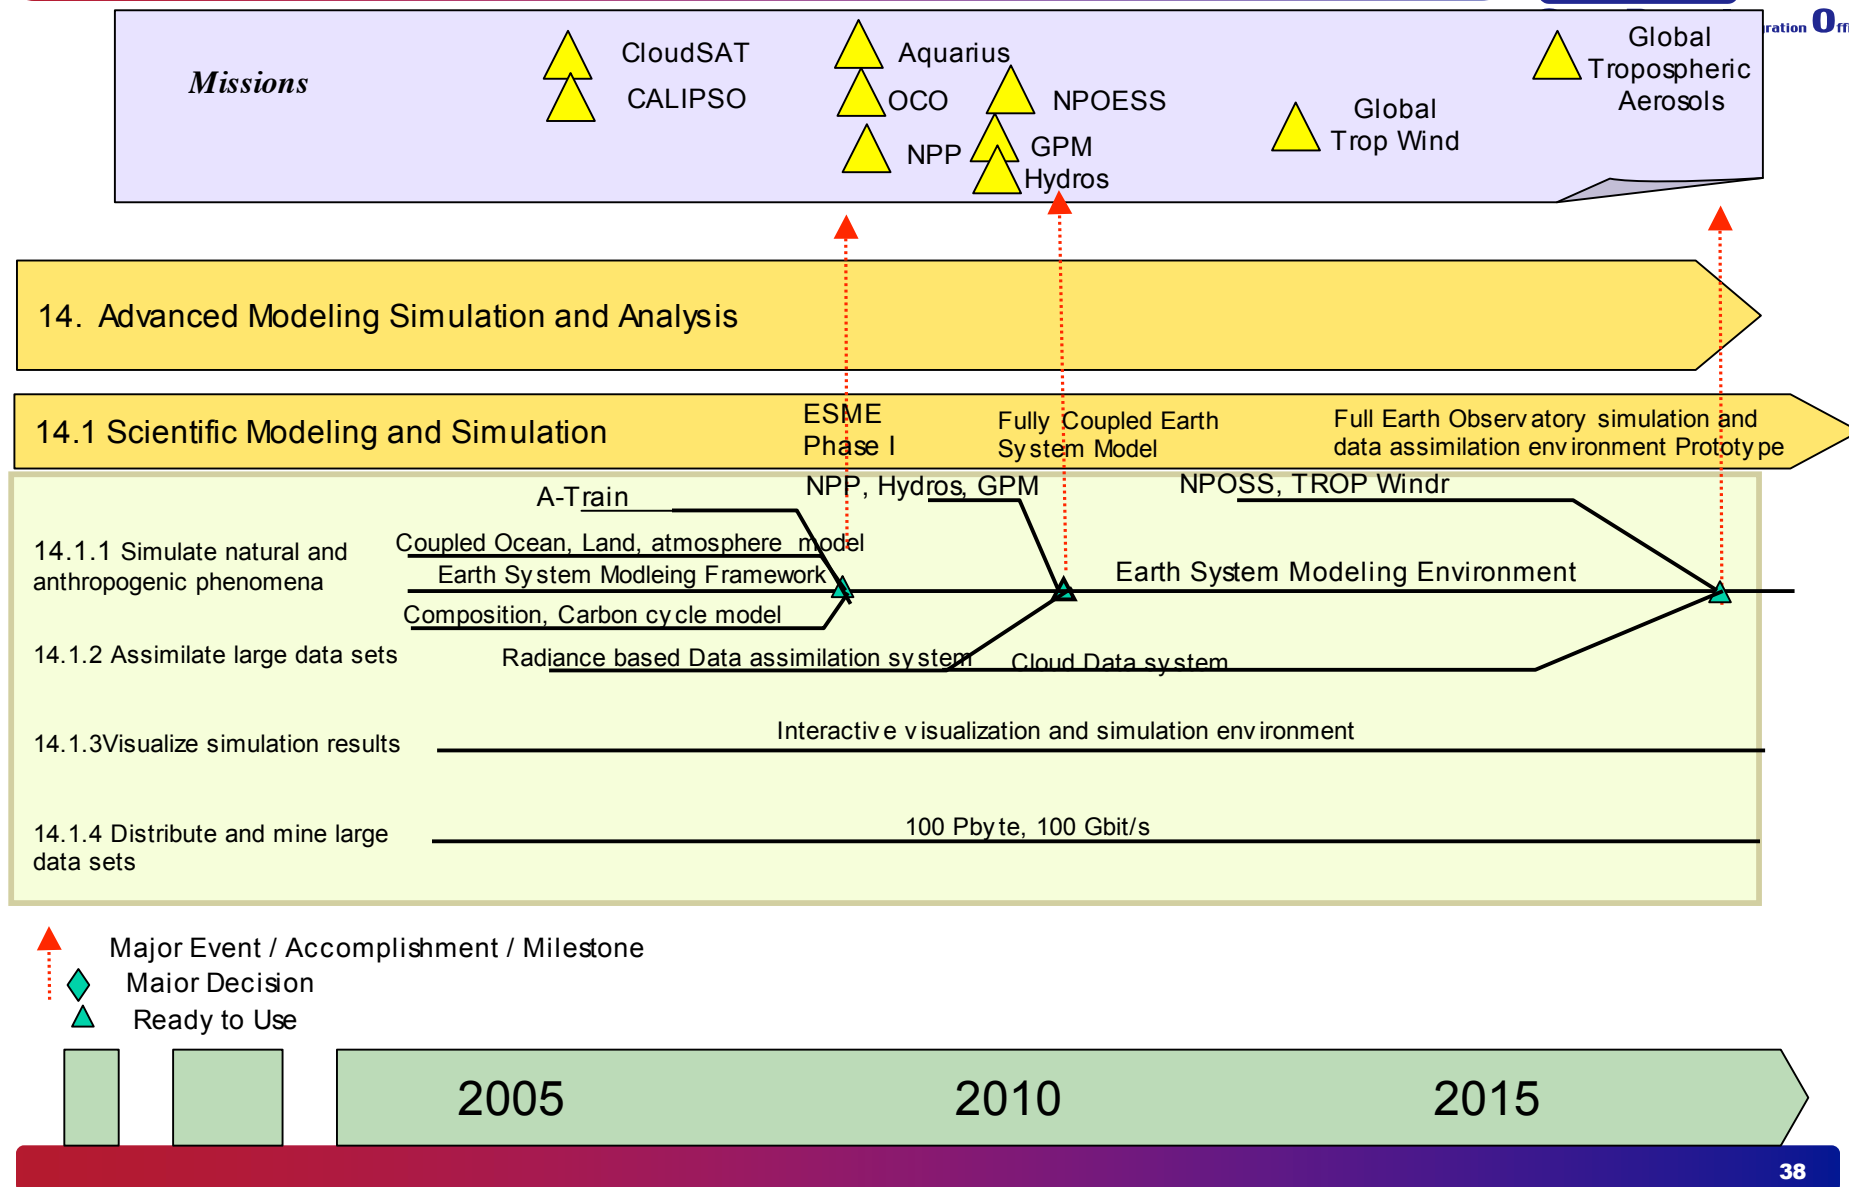 ration Office
Missions
CloudSAT
CALIPSO
Aquarius
OCO
NPP
NPOESS
GPM
Hydros
Global
Trop Wind
Global
Tropospheric
Aerosols
14. Advanced Modeling Simulation and Analysis
14.1 Scientific Modeling and Simulation
ESME
Phase I
Fully Coupled Earth
System Model
Full Earth Observatory simulation and
data assimilation environment Prototype
A-Train
NPP, Hydros, GPM
NPOSS, TROP Windr
14.1.1 Simulate natural and
anthropogenic phenomena
Coupled Ocean, Land, atmosphere model
Earth System Modleing Framework
Earth System Modeling Environment
Composition, Carbon cycle model
14.1.2 Assimilate large data sets
Radiance based Data assimilation system
Cloud Data system
14.1.3Visualize simulation results
Interactive visualization and simulation environment
14.1.4 Distribute and mine large
data sets
100 Pbyte, 100 Gbit/s
Major Event / Accomplishment / Milestone
Major Decision
Ready to Use
2005
2010
2015
38